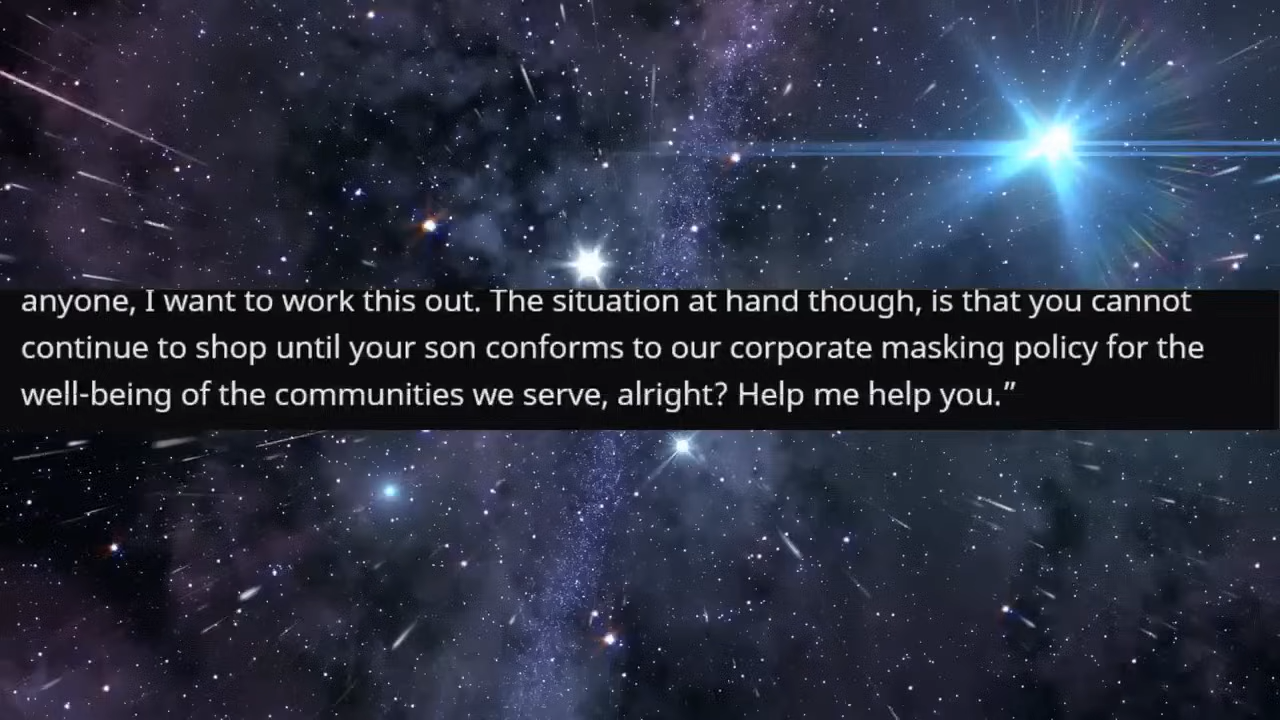 anyone, I want to work this out. The situation at hand though, is that you cannot
continue to shop until your son conforms to our corporate masking policy for the
well-being of the communities we serve, alright? Help me help you.”